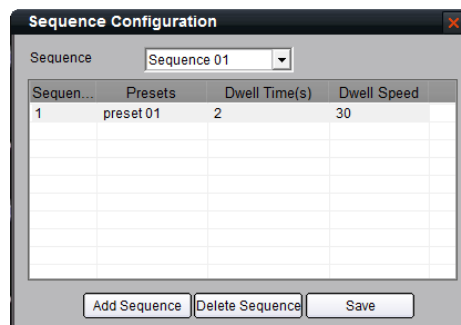 Sequence Configuration
Sequence Sequence 01
Sequen... Presets Dwell Time(s) Dwell Speed
1 preset 01 2 30
Add Sequence Delete Sequence Save